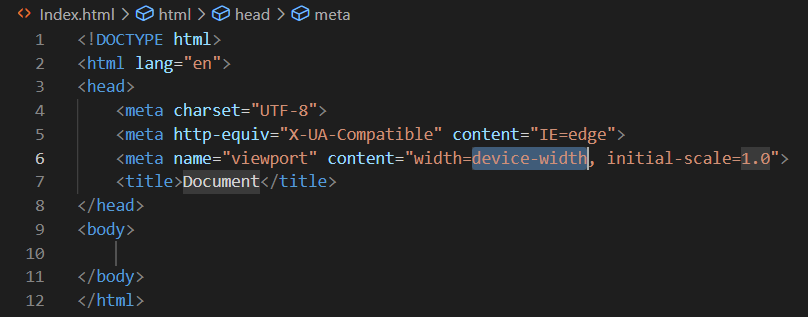 Index.html > html > head > meta
1 <!DOCTYPE html>
2 <html lang="en">
3 <head>
4     <meta charset="UTF-8">
5     <meta http-equiv="X-UA-Compatible" content="IE=edge">
6     <meta name="viewport" content="width=device-width, initial-scale=1.0">
7     <title>Document</title>
8 </head>
9 <body>
10
11 </body>
12 </html>